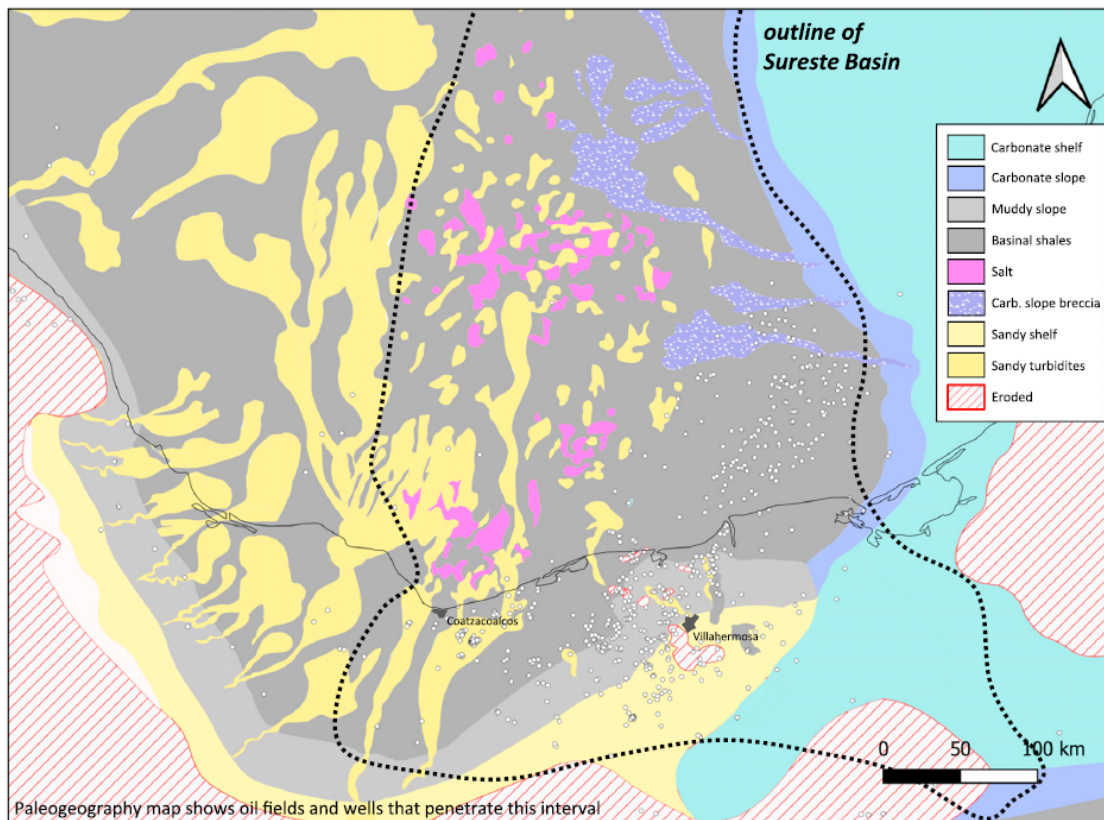 outline of
Sureste Basin
Carbonate shelf
Carbonate slope
Muddy slope
Basinal shales
Salt
Carb. slope breccia
Sandy shelf
Sandy turbidites
Eroded
Coatzacoalcos
Villahermosa
0 50 100 km
Paleogeography map shows oil fields and wells that penetrate this interval